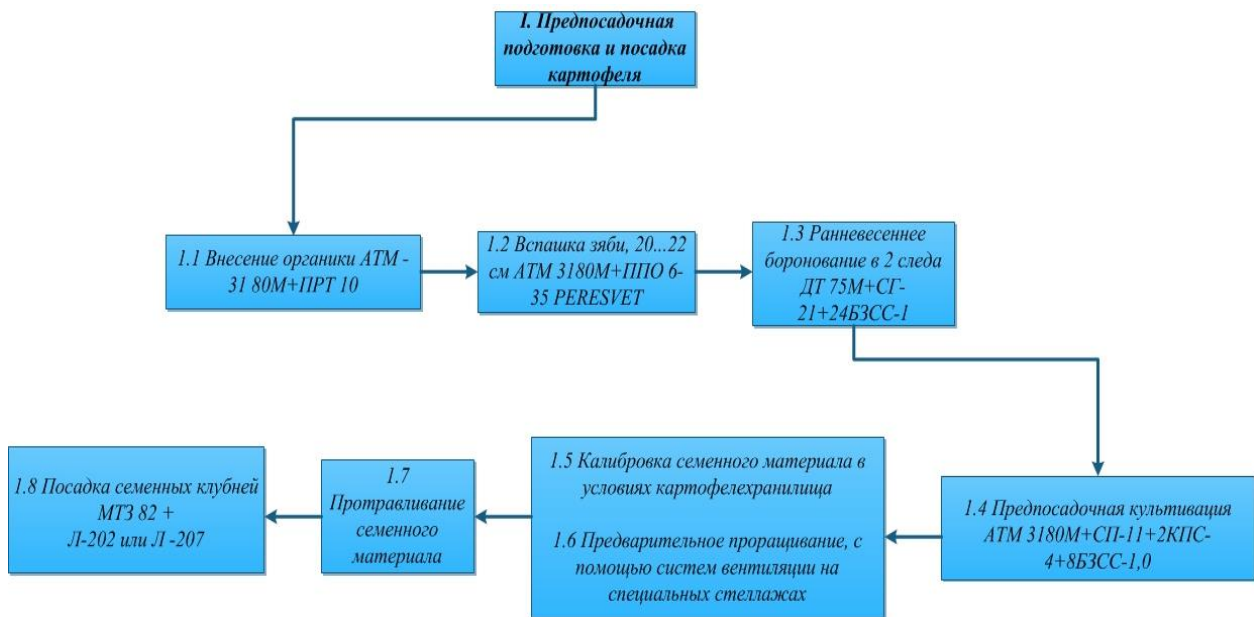 I. Предпосадочная
подготовка и посадка
картофеля
1.1 Внесение органики АТМ -
31 80М+ПРТ 10
1.2 Вспашка зяби, 20...22
см АТМ 3180М+ППО 6-
35 PERESVET
1.3 Ранневесеннее
боронование в 2 следа
ДТ 75М+СГ-
21+24БЗСС-1
1.4 Предпосадочная культивация
АТМ 3180М+СП-11+2КПС-
4+8БЗСС-1,0
1.5 Калибровка семенного материала в
условиях картофелехранилища
1.6 Предварительное проращивание, с
помощью систем вентиляции на
специальных стеллажах
1.7
Протравливание
семенного
материала
1.8 Посадка семенных клубней
МТЗ 82 +
Л-202 или Л -207